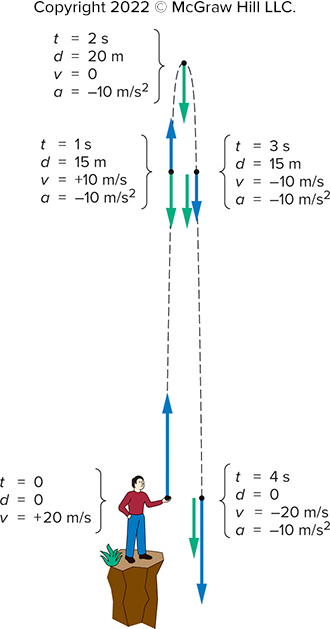 Copyright 2022 © McGraw Hill LLC.
t = 2 s
d = 20 m
v = 0
a = –10 m/s²
t = 1 s
d = 15 m
v = +10 m/s
a = –10 m/s²
t = 3 s
d = 15 m
v = –10 m/s
a = –10 m/s²
t = 0
d = 0
v = +20 m/s
t = 4 s
d = 0
v = –20 m/s
a = –10 m/s²